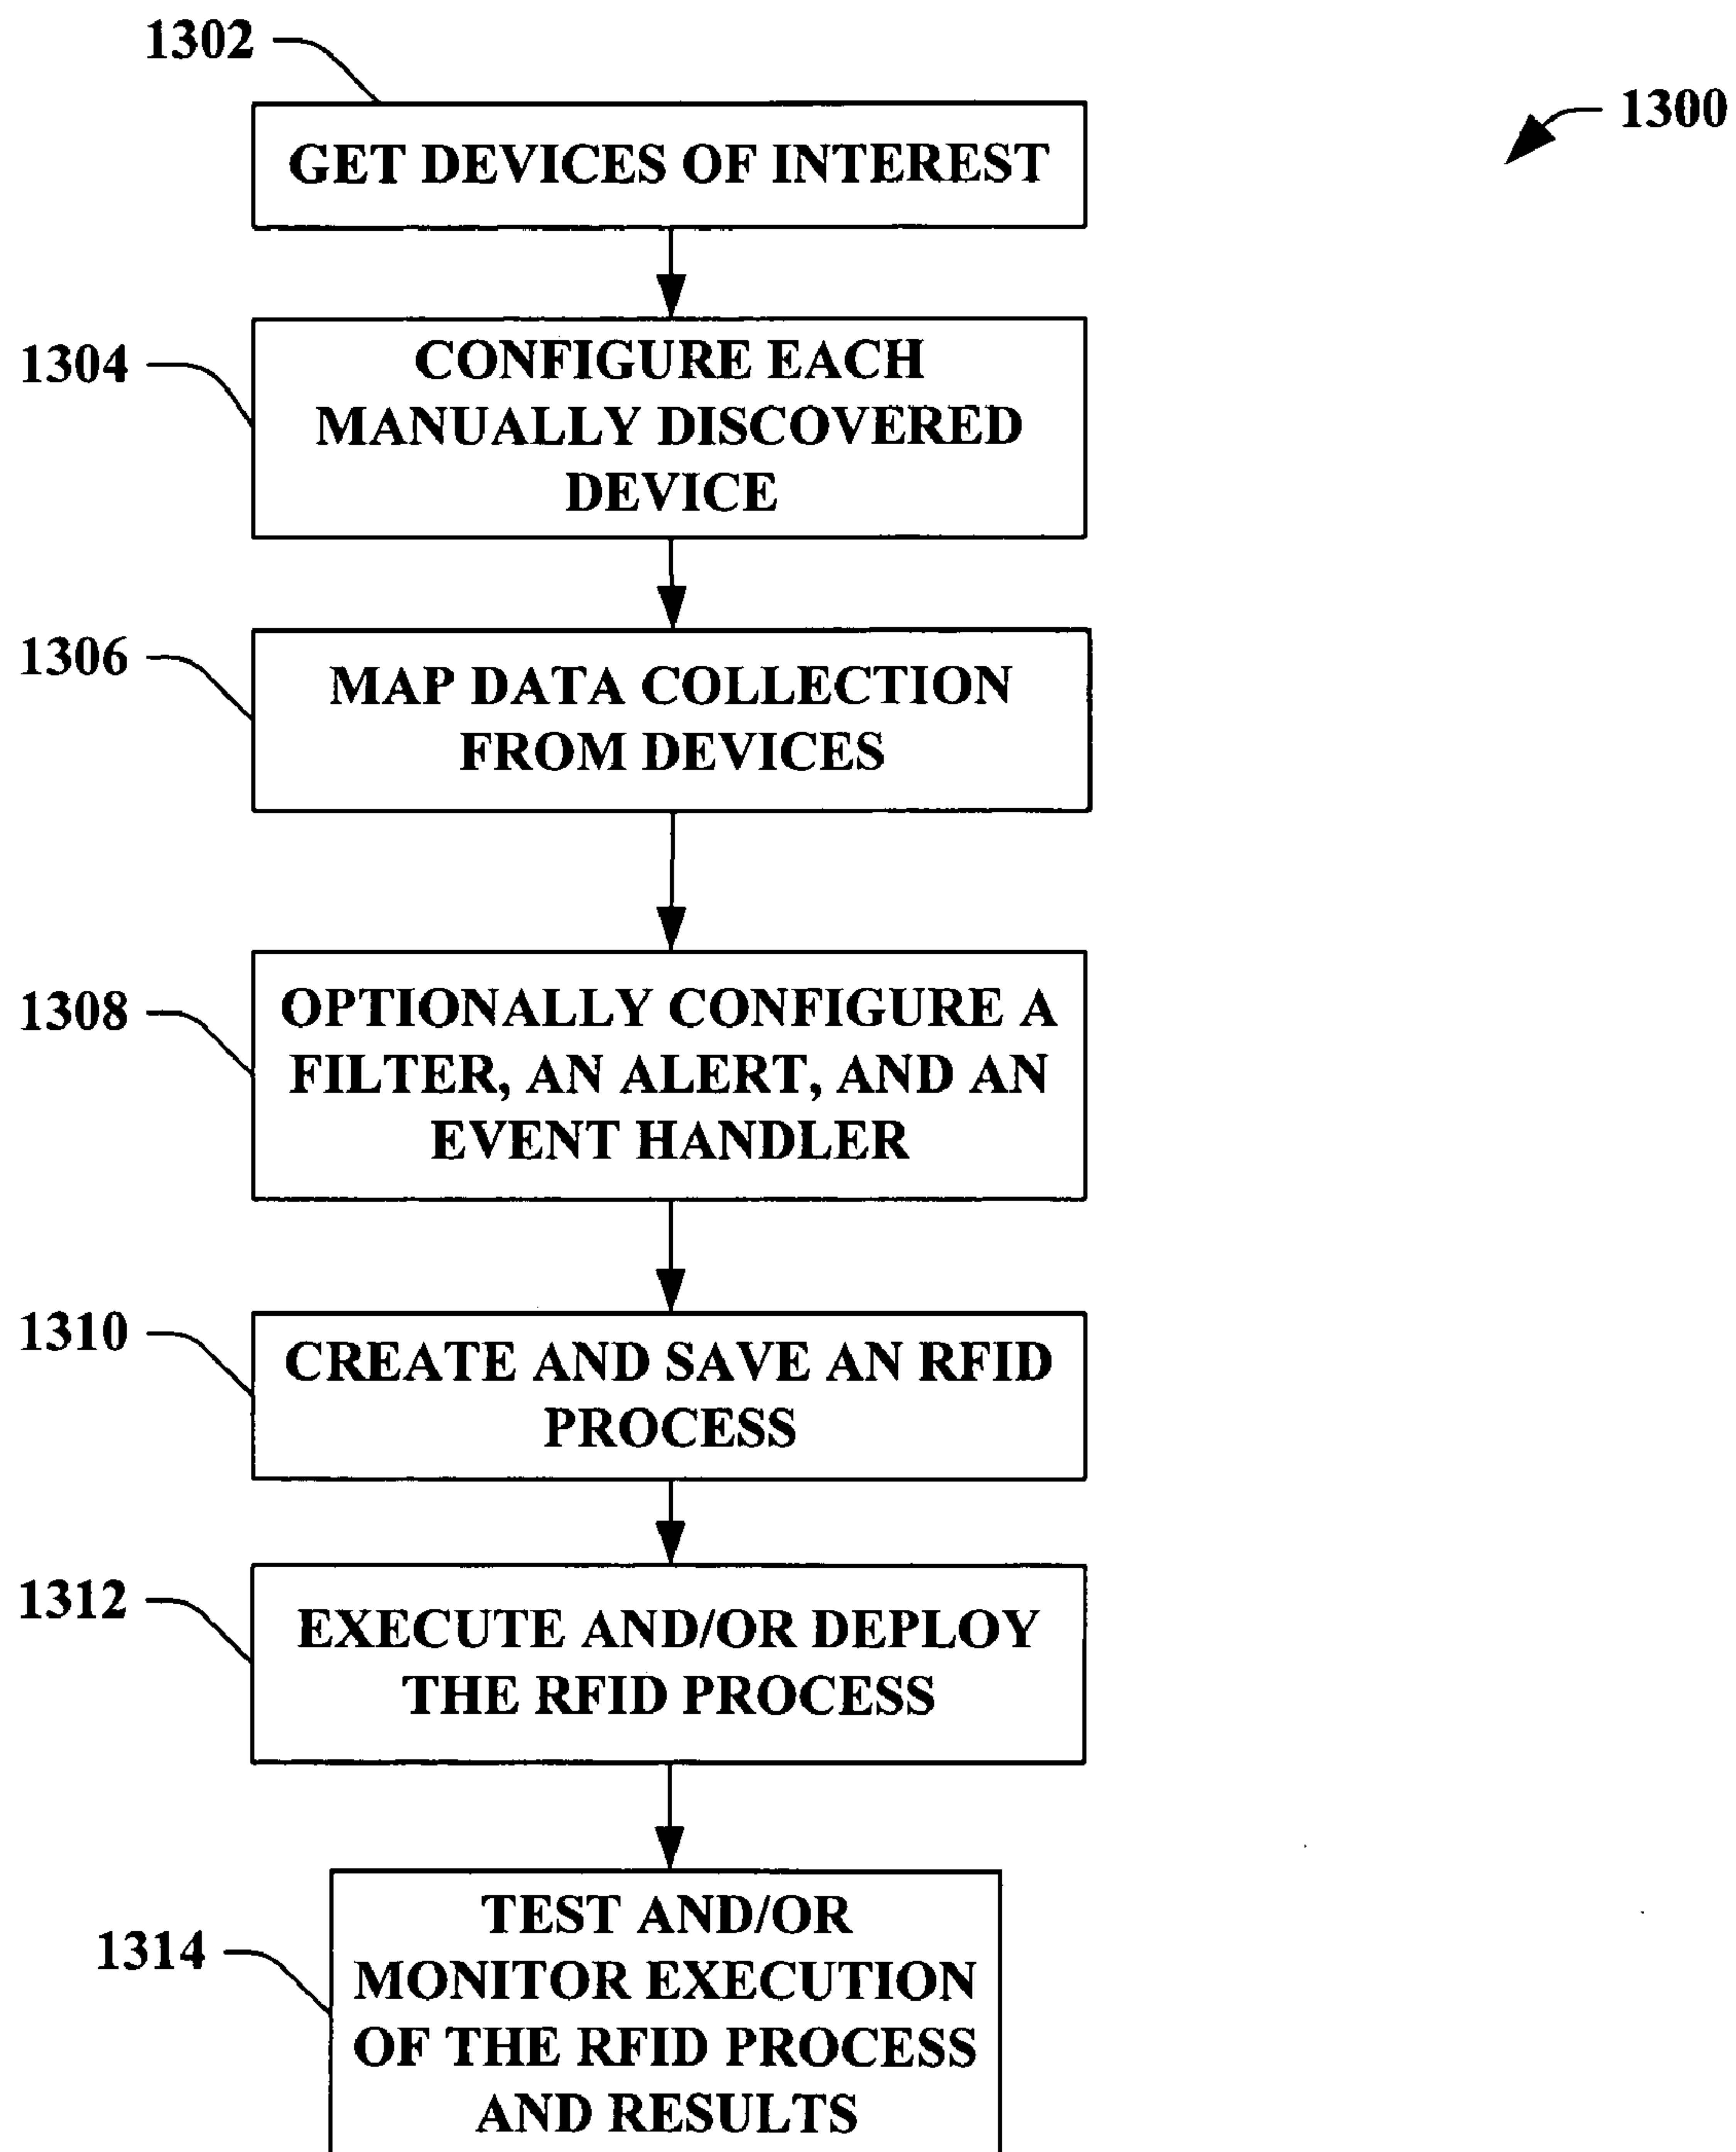 1302
1300
GET DEVICES OF INTEREST
1304
CONFIGURE EACH
MANUALLY DISCOVERED
DEVICE
1306
MAP DATA COLLECTION
FROM DEVICES
1308
OPTIONALLY CONFIGURE A
FILTER, AN ALERT, AND AN
EVENT HANDLER
1310
CREATE AND SAVE AN RFID
PROCESS
1312
EXECUTE AND/OR DEPLOY
THE RFID PROCESS
1314
TEST AND/OR
MONITOR EXECUTION
OF THE RFID PROCESS
AND RESULTS